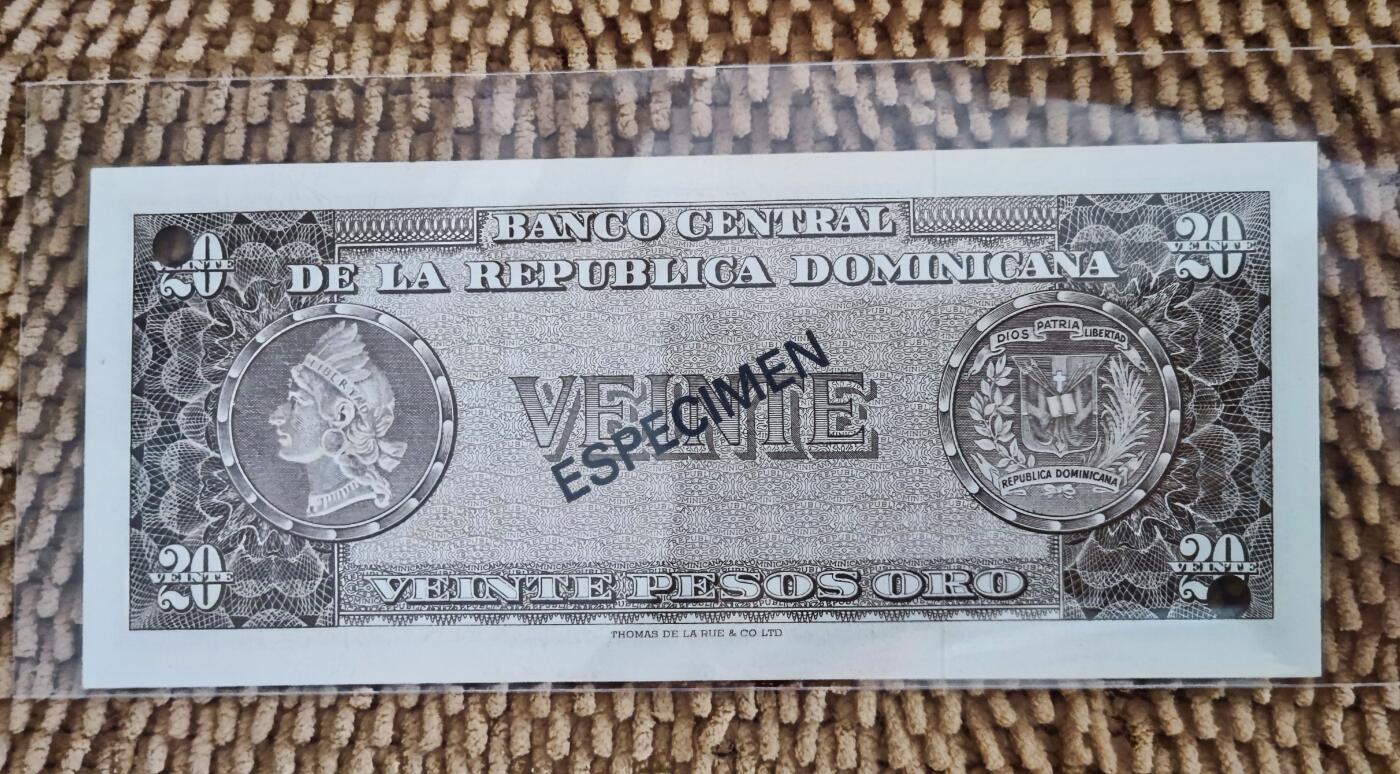 BANCO CENTRAL
DE LA REPUBLICA DOMINICANA
20
VEINTE
20
VEINTE
LIBERTAD
DIOS PATRIA LIBERTAD
REPUBLICA DOMINICANA
VEINTE
ESPECIMEN
20
VEINTE
20
VEINTE
VEINTE PESOS ORO
THOMAS DE LA RUE & CO LTD